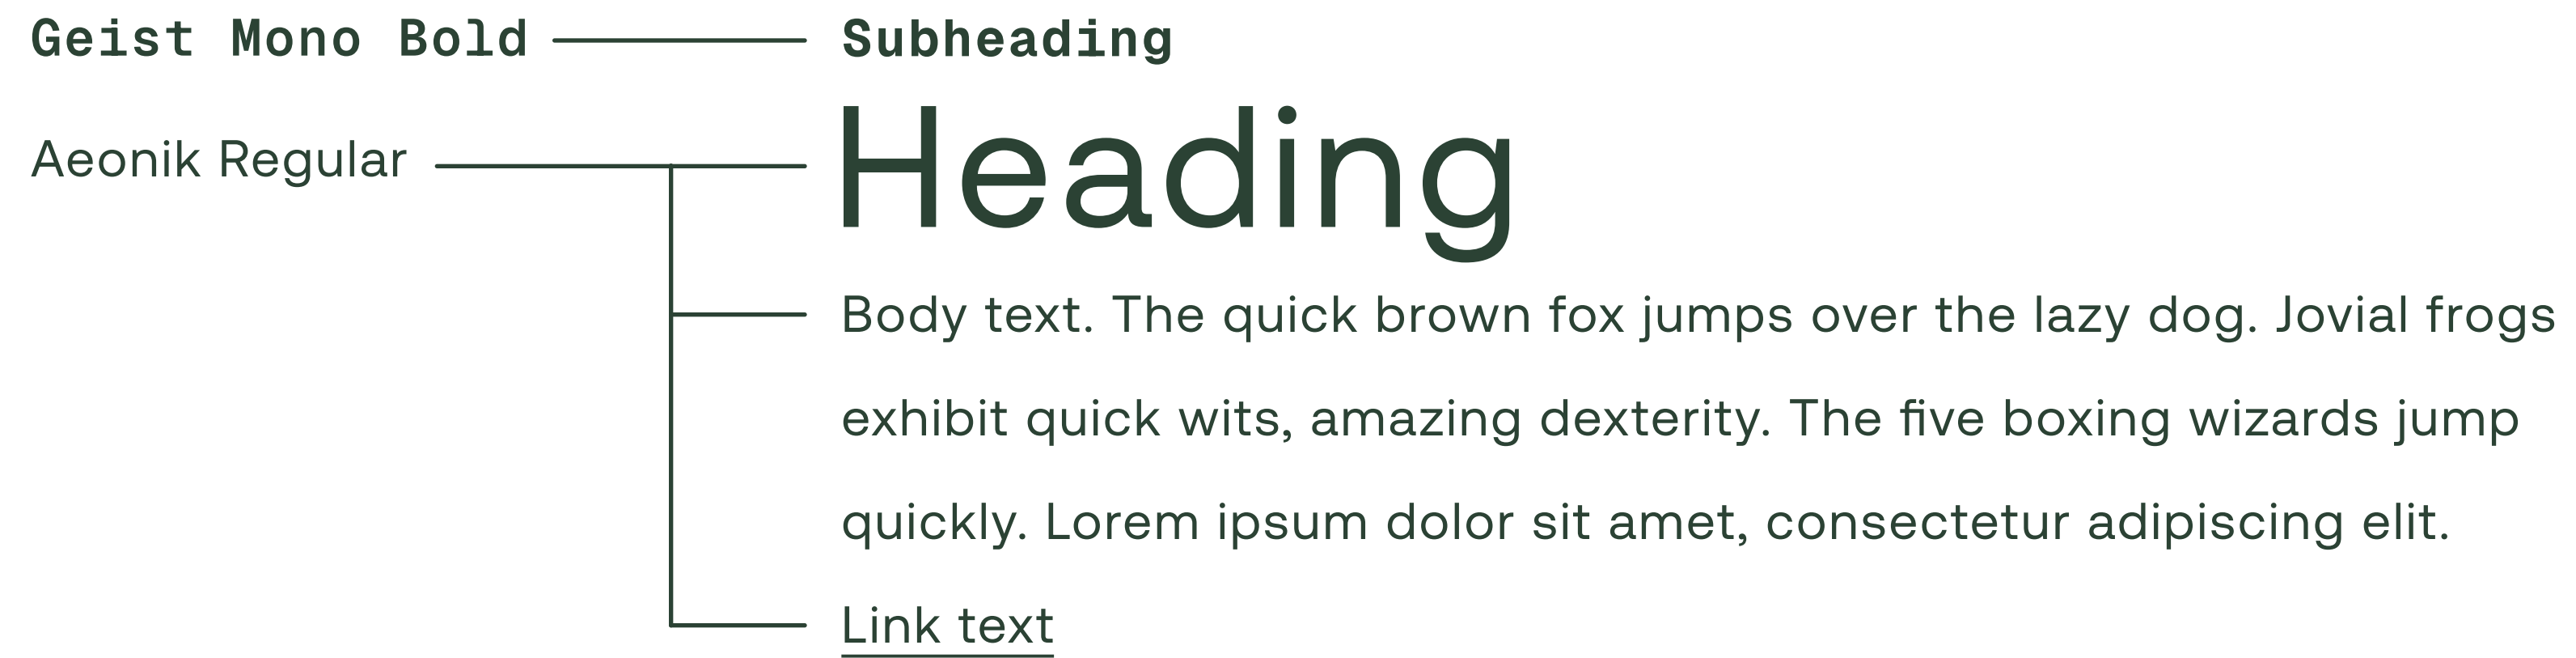 Geist Mono Bold
Subheading
Aeonik Regular
Heading
Body text. The quick brown fox jumps over the lazy dog. Jovial frogs
exhibit quick wits, amazing dexterity. The five boxing wizards jump
quickly. Lorem ipsum dolor sit amet, consectetur adipiscing elit.
Link text